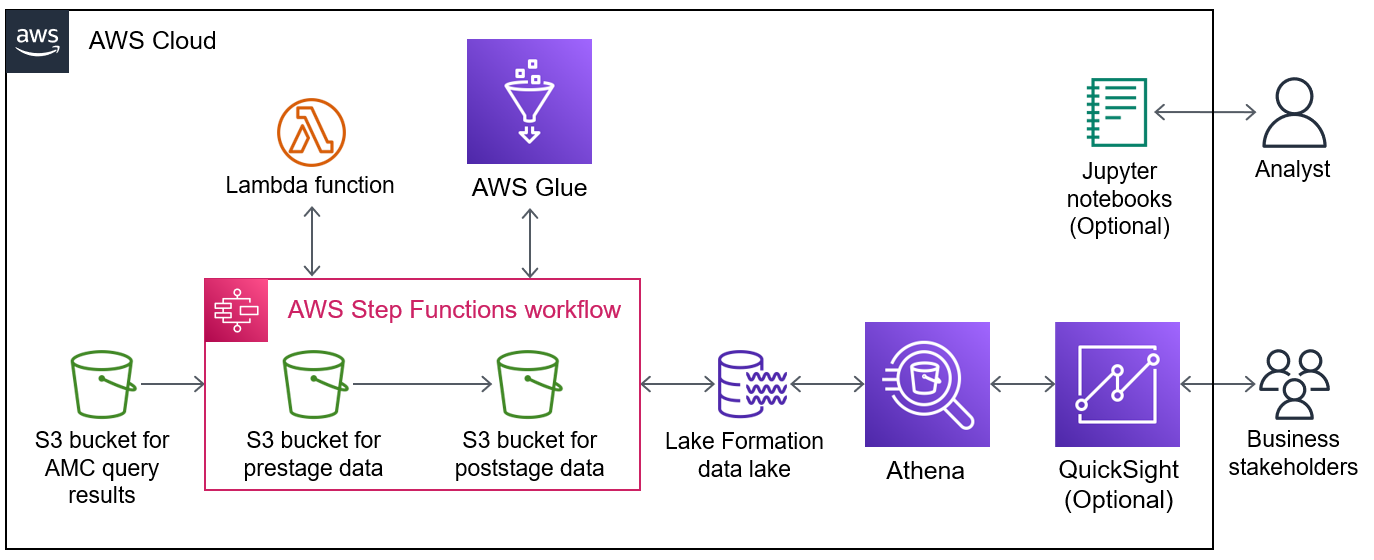 aws
AWS Cloud
Lambda function
AWS Glue
Jupyter
notebooks
(Optional)
Analyst
AWS Step Functions workflow
S3 bucket for
AMC query
results
S3 bucket for
prestage data
S3 bucket for
poststage data
Lake Formation
data lake
Athena
QuickSight
(Optional)
Business
stakeholders